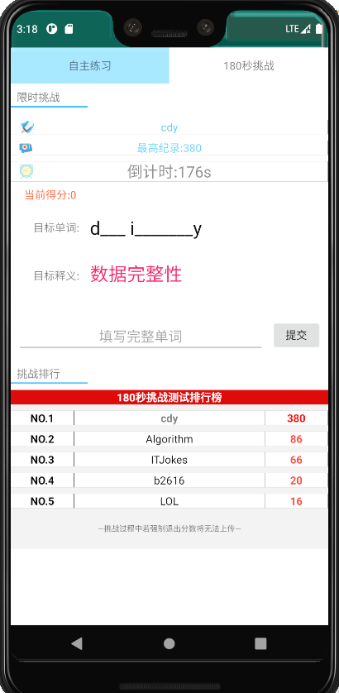 3:18 LTE
自主练习 180秒挑战
限时挑战
cdy
最高纪录:380
倒计时:176s
当前得分:0
目标单词: d___ i_______y
目标释义: 数据完整性
填写完整单词 提交
挑战排行
180秒挑战测试排行榜
NO.1 cdy 380
NO.2 Algorithm 86
NO.3 ITJokes 66
NO.4 b2616 20
NO.5 LOL 16
—挑战过程中若强制退出分数将无法上传—